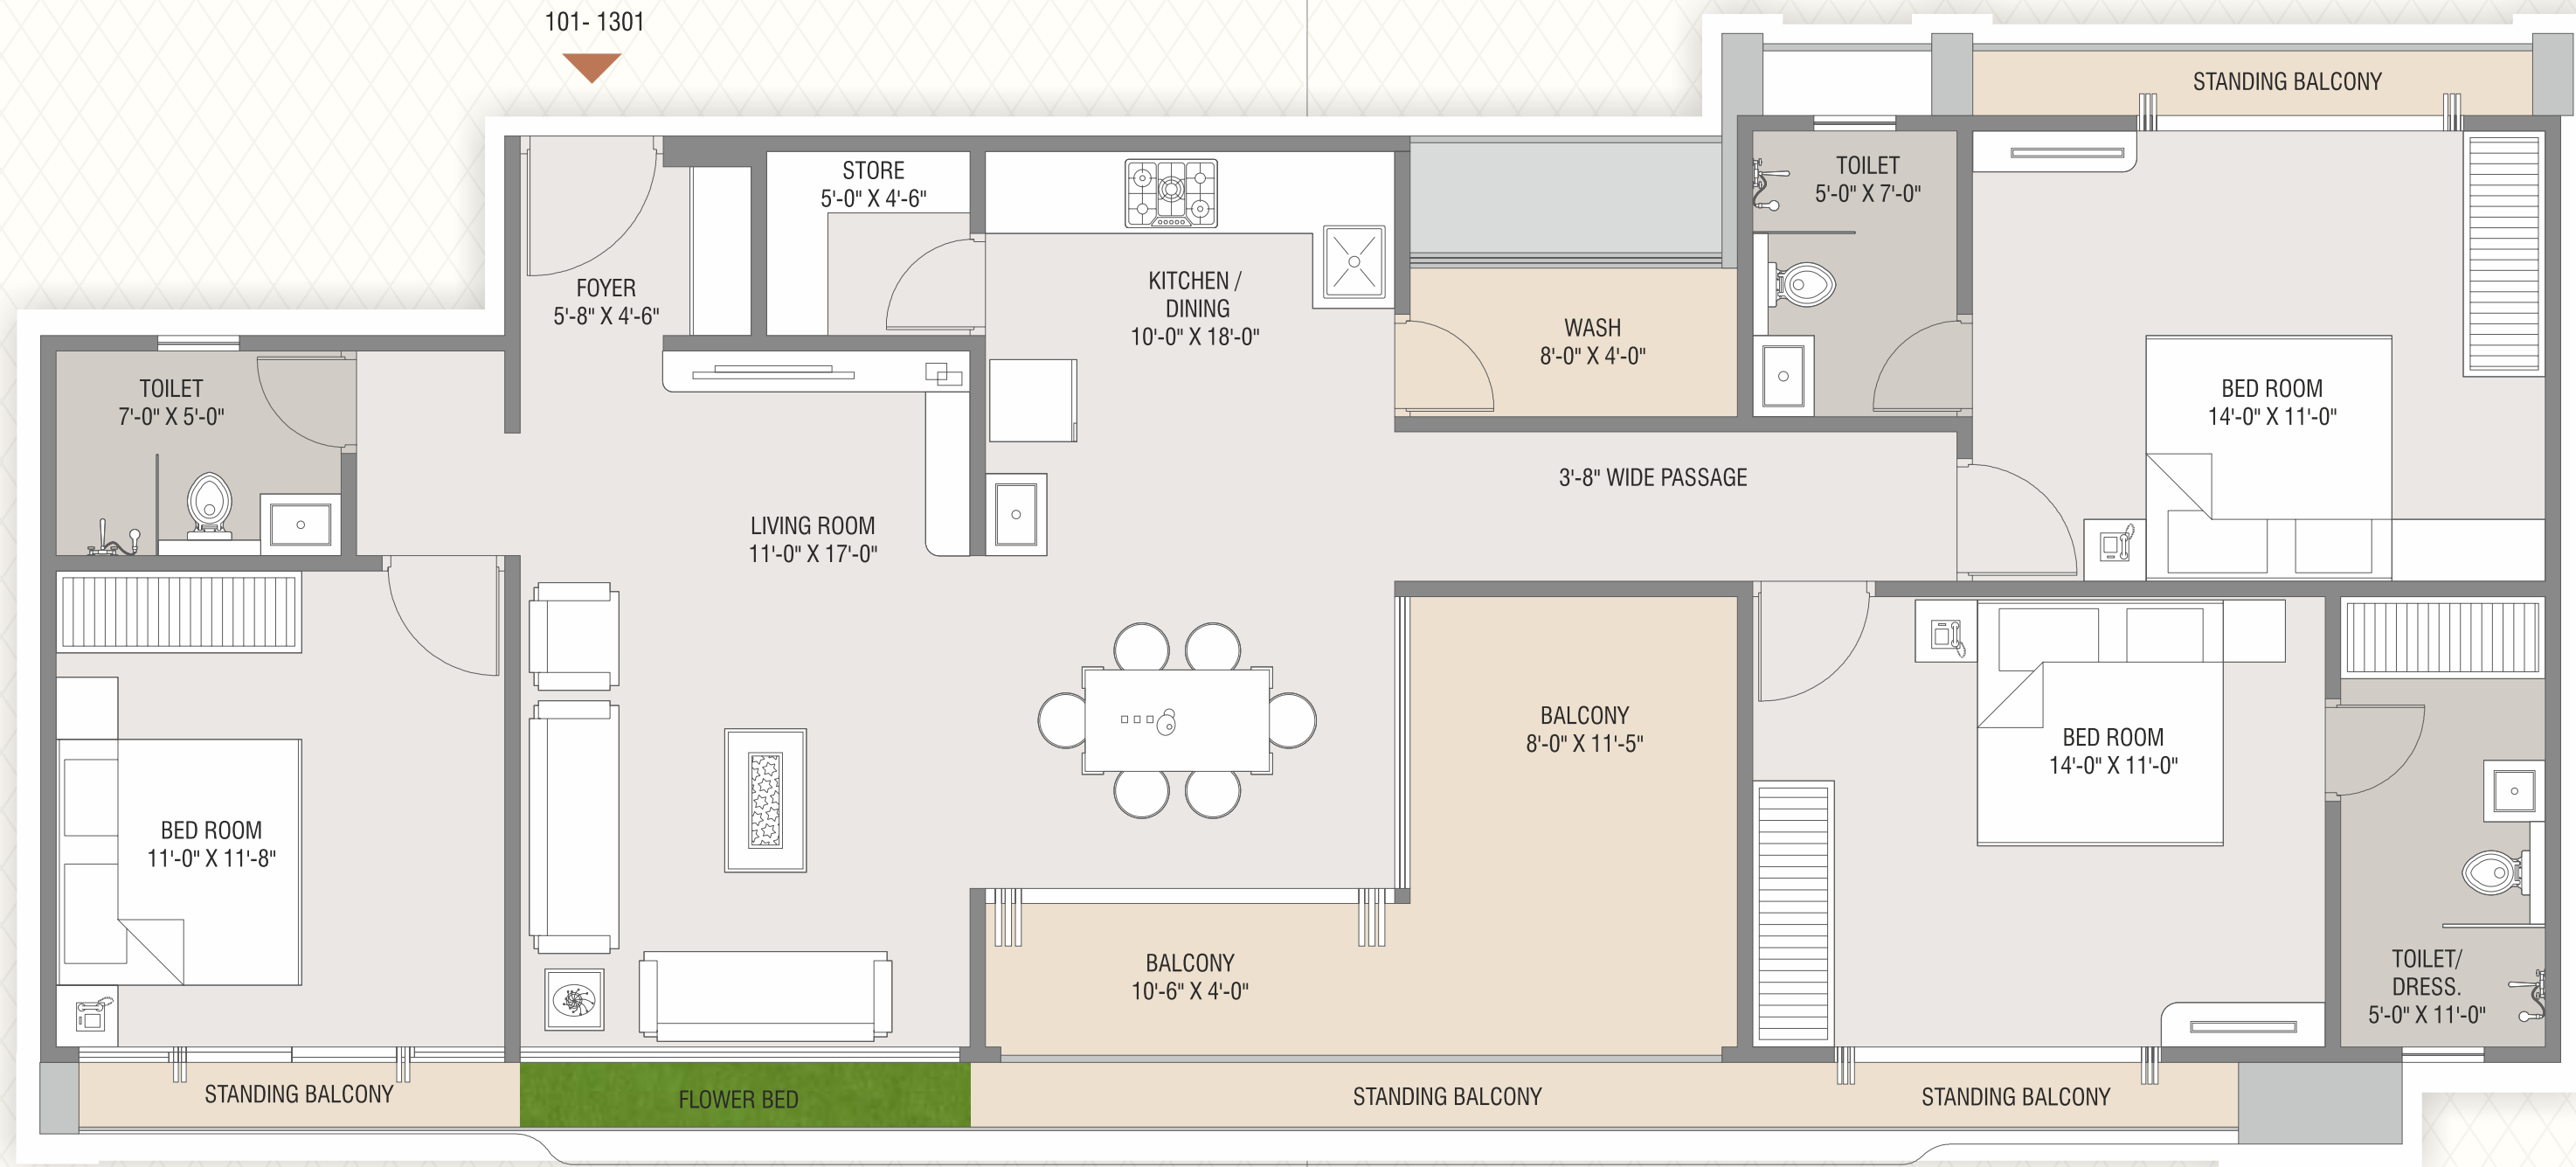 101- 1301
STANDING BALCONY
STORE
5'-0" X 4'-6"
TOILET
5'-0" X 7'-0"
FOYER
5'-8" X 4'-6"
KITCHEN /
DINING
10'-0" X 18'-0"
WASH
8'-0" X 4'-0"
TOILET
7'-0" X 5'-0"
BED ROOM
14'-0" X 11'-0"
3'-8" WIDE PASSAGE
LIVING ROOM
11'-0" X 17'-0"
BALCONY
8'-0" X 11'-5"
BED ROOM
14'-0" X 11'-0"
BED ROOM
11'-0" X 11'-8"
BALCONY
10'-6" X 4'-0"
TOILET/
DRESS.
5'-0" X 11'-0"
STANDING BALCONY
FLOWER BED
STANDING BALCONY
STANDING BALCONY